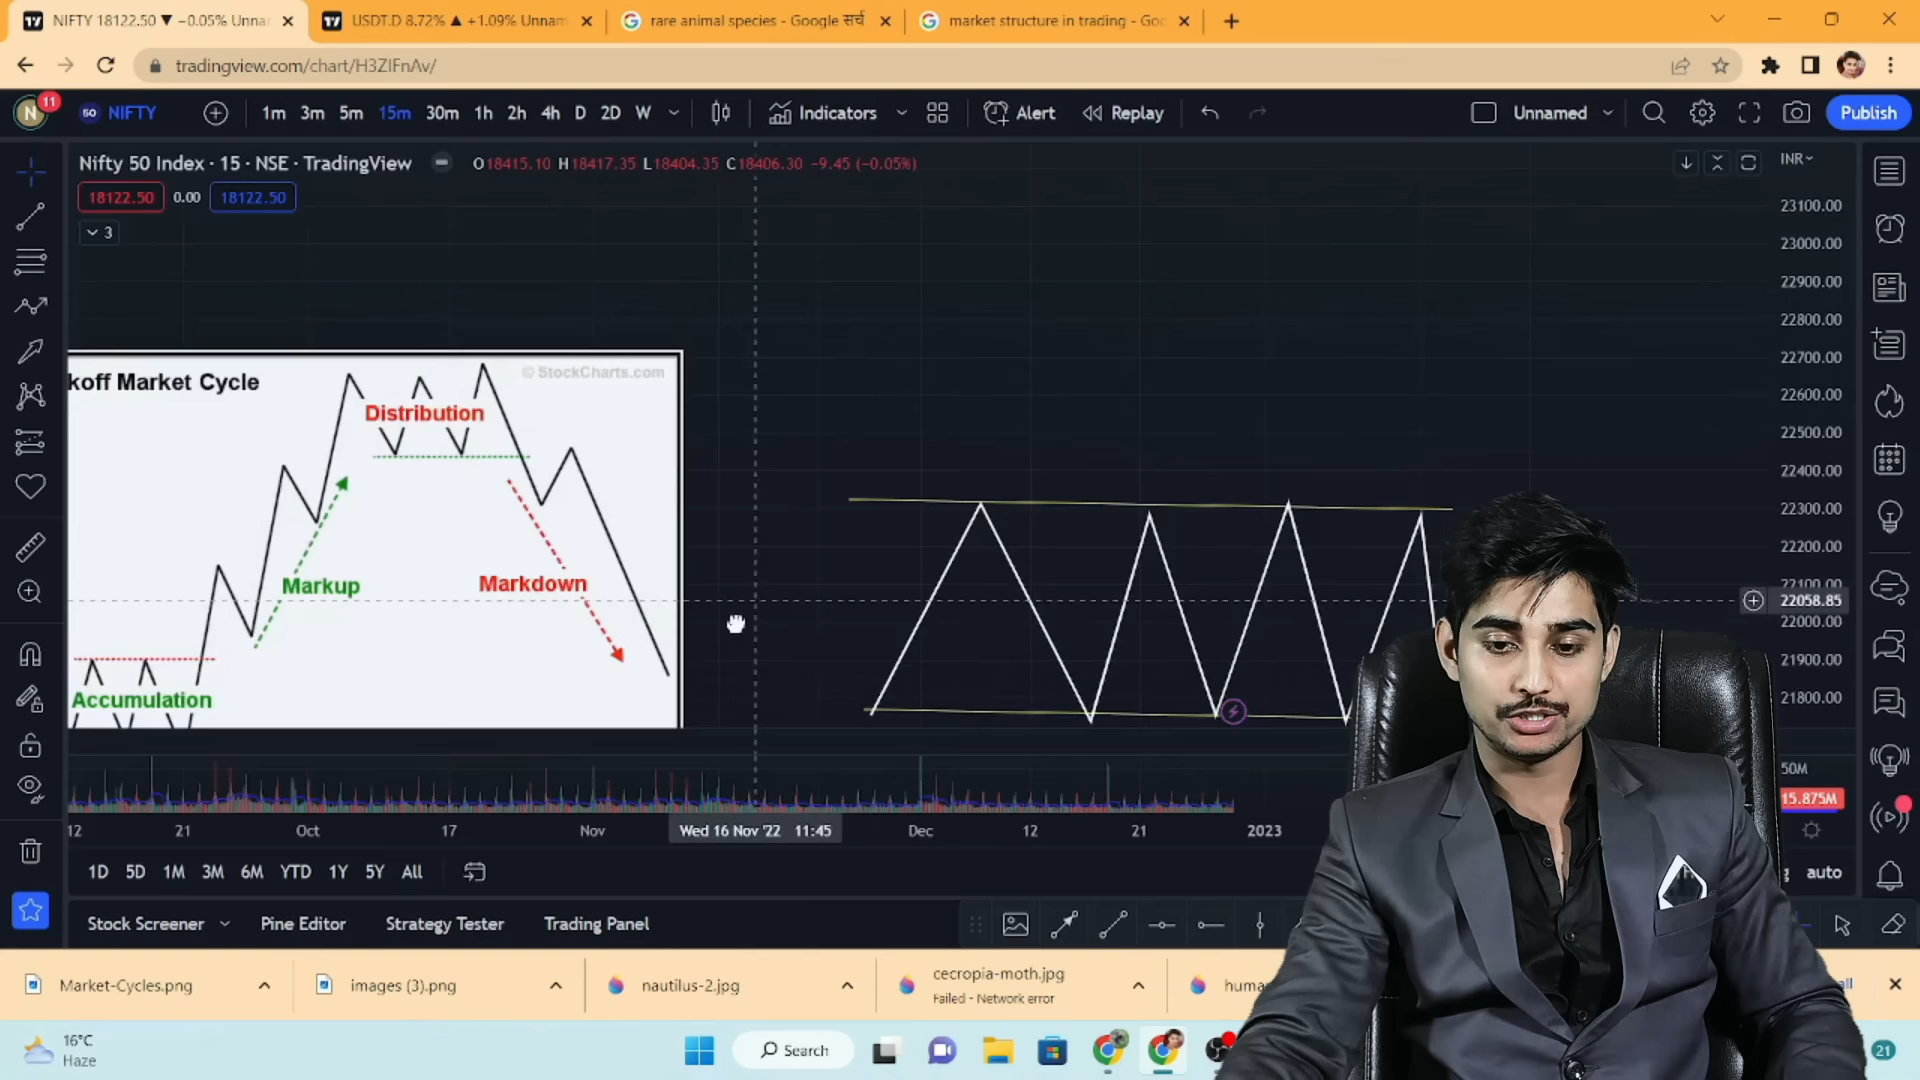 NIFTY 18122.50 ▼ −0.05% Unna
USDT.D 8.72% ▲ +1.09% Unnam
rare animal species - Google सर्च
market structure in trading - Goo
tradingview.com/chart/H3ZIFnAv/
N 11 50 NIFTY 1m 3m 5m 15m 30m 1h 2h 4h D 2D W Indicators Alert Replay Unnamed Publish
Nifty 50 Index · 15 · NSE · TradingView O18415.10 H18417.35 L18404.35 C18406.30 −9.45 (−0.05%)
INR
18122.50 0.00 18122.50
3
23100.00
23000.00
22900.00
22800.00
22700.00
22600.00
22500.00
22400.00
22300.00
22200.00
22100.00
22058.85
22000.00
21900.00
21800.00
koff Market Cycle
© StockCharts.com
Distribution
Markup
Markdown
Accumulation
50M
15.875M
12 21 Oct 17 Nov Wed 16 Nov '22 11:45 Dec 12 21 2023
1D 5D 1M 3M 6M YTD 1Y 5Y All
auto
Stock Screener Pine Editor Strategy Tester Trading Panel
Market-Cycles.png
images (3).png
nautilus-2.jpg
cecropia-moth.jpg
Failed - Network error
huma
all
16°C
Haze
Search
21